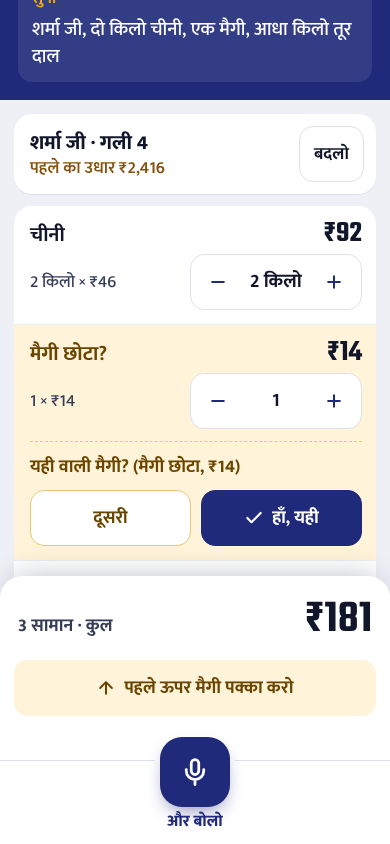 शर्मा जी, दो किलो चीनी, एक मैगी, आधा किलो तूर
दाल
शर्मा जी · गली 4
पहले का उधार ₹2,416
बदलो
चीनी
₹92
2 किलो × ₹46
− 2 किलो +
मैगी छोटा?
₹14
1 × ₹14
− 1 +
यही वाली मैगी? (मैगी छोटा, ₹14)
दूसरी
हाँ, यही
3 सामान · कुल
₹181
पहले ऊपर मैगी पक्का करो
और बोलो